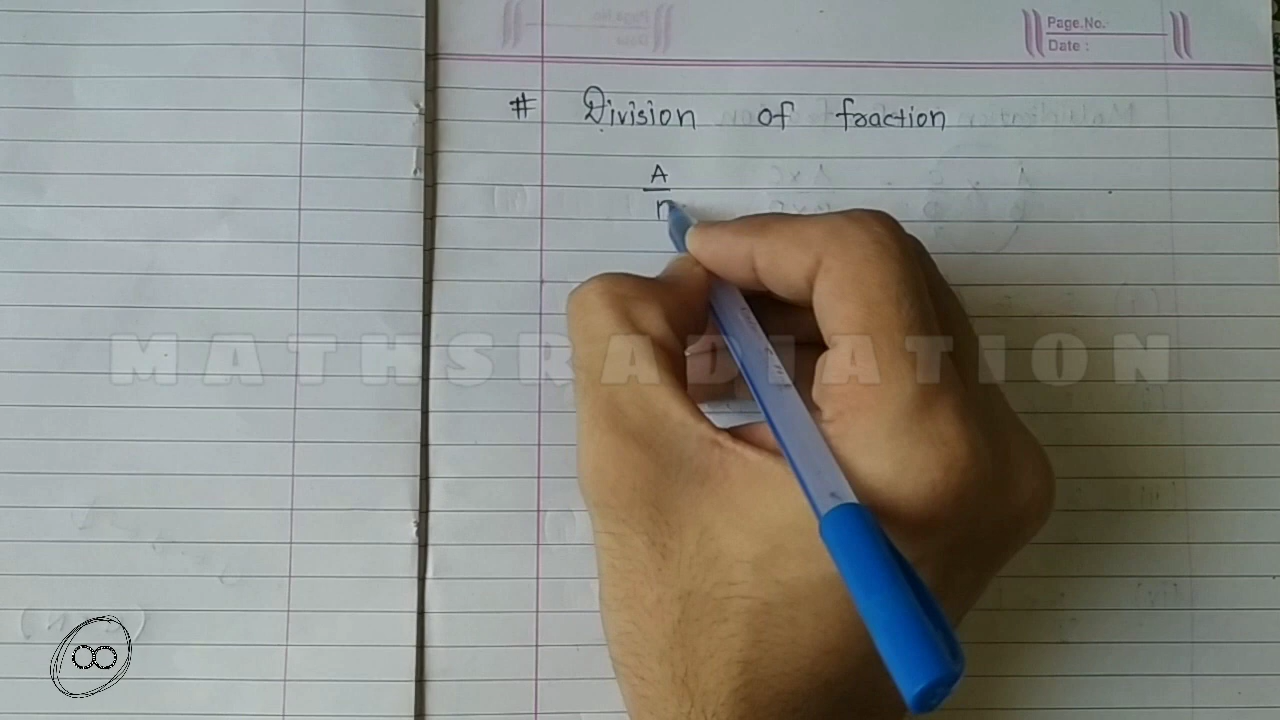 Page.No.
Date :
# Division of fraction
A
MATHSRADIATION